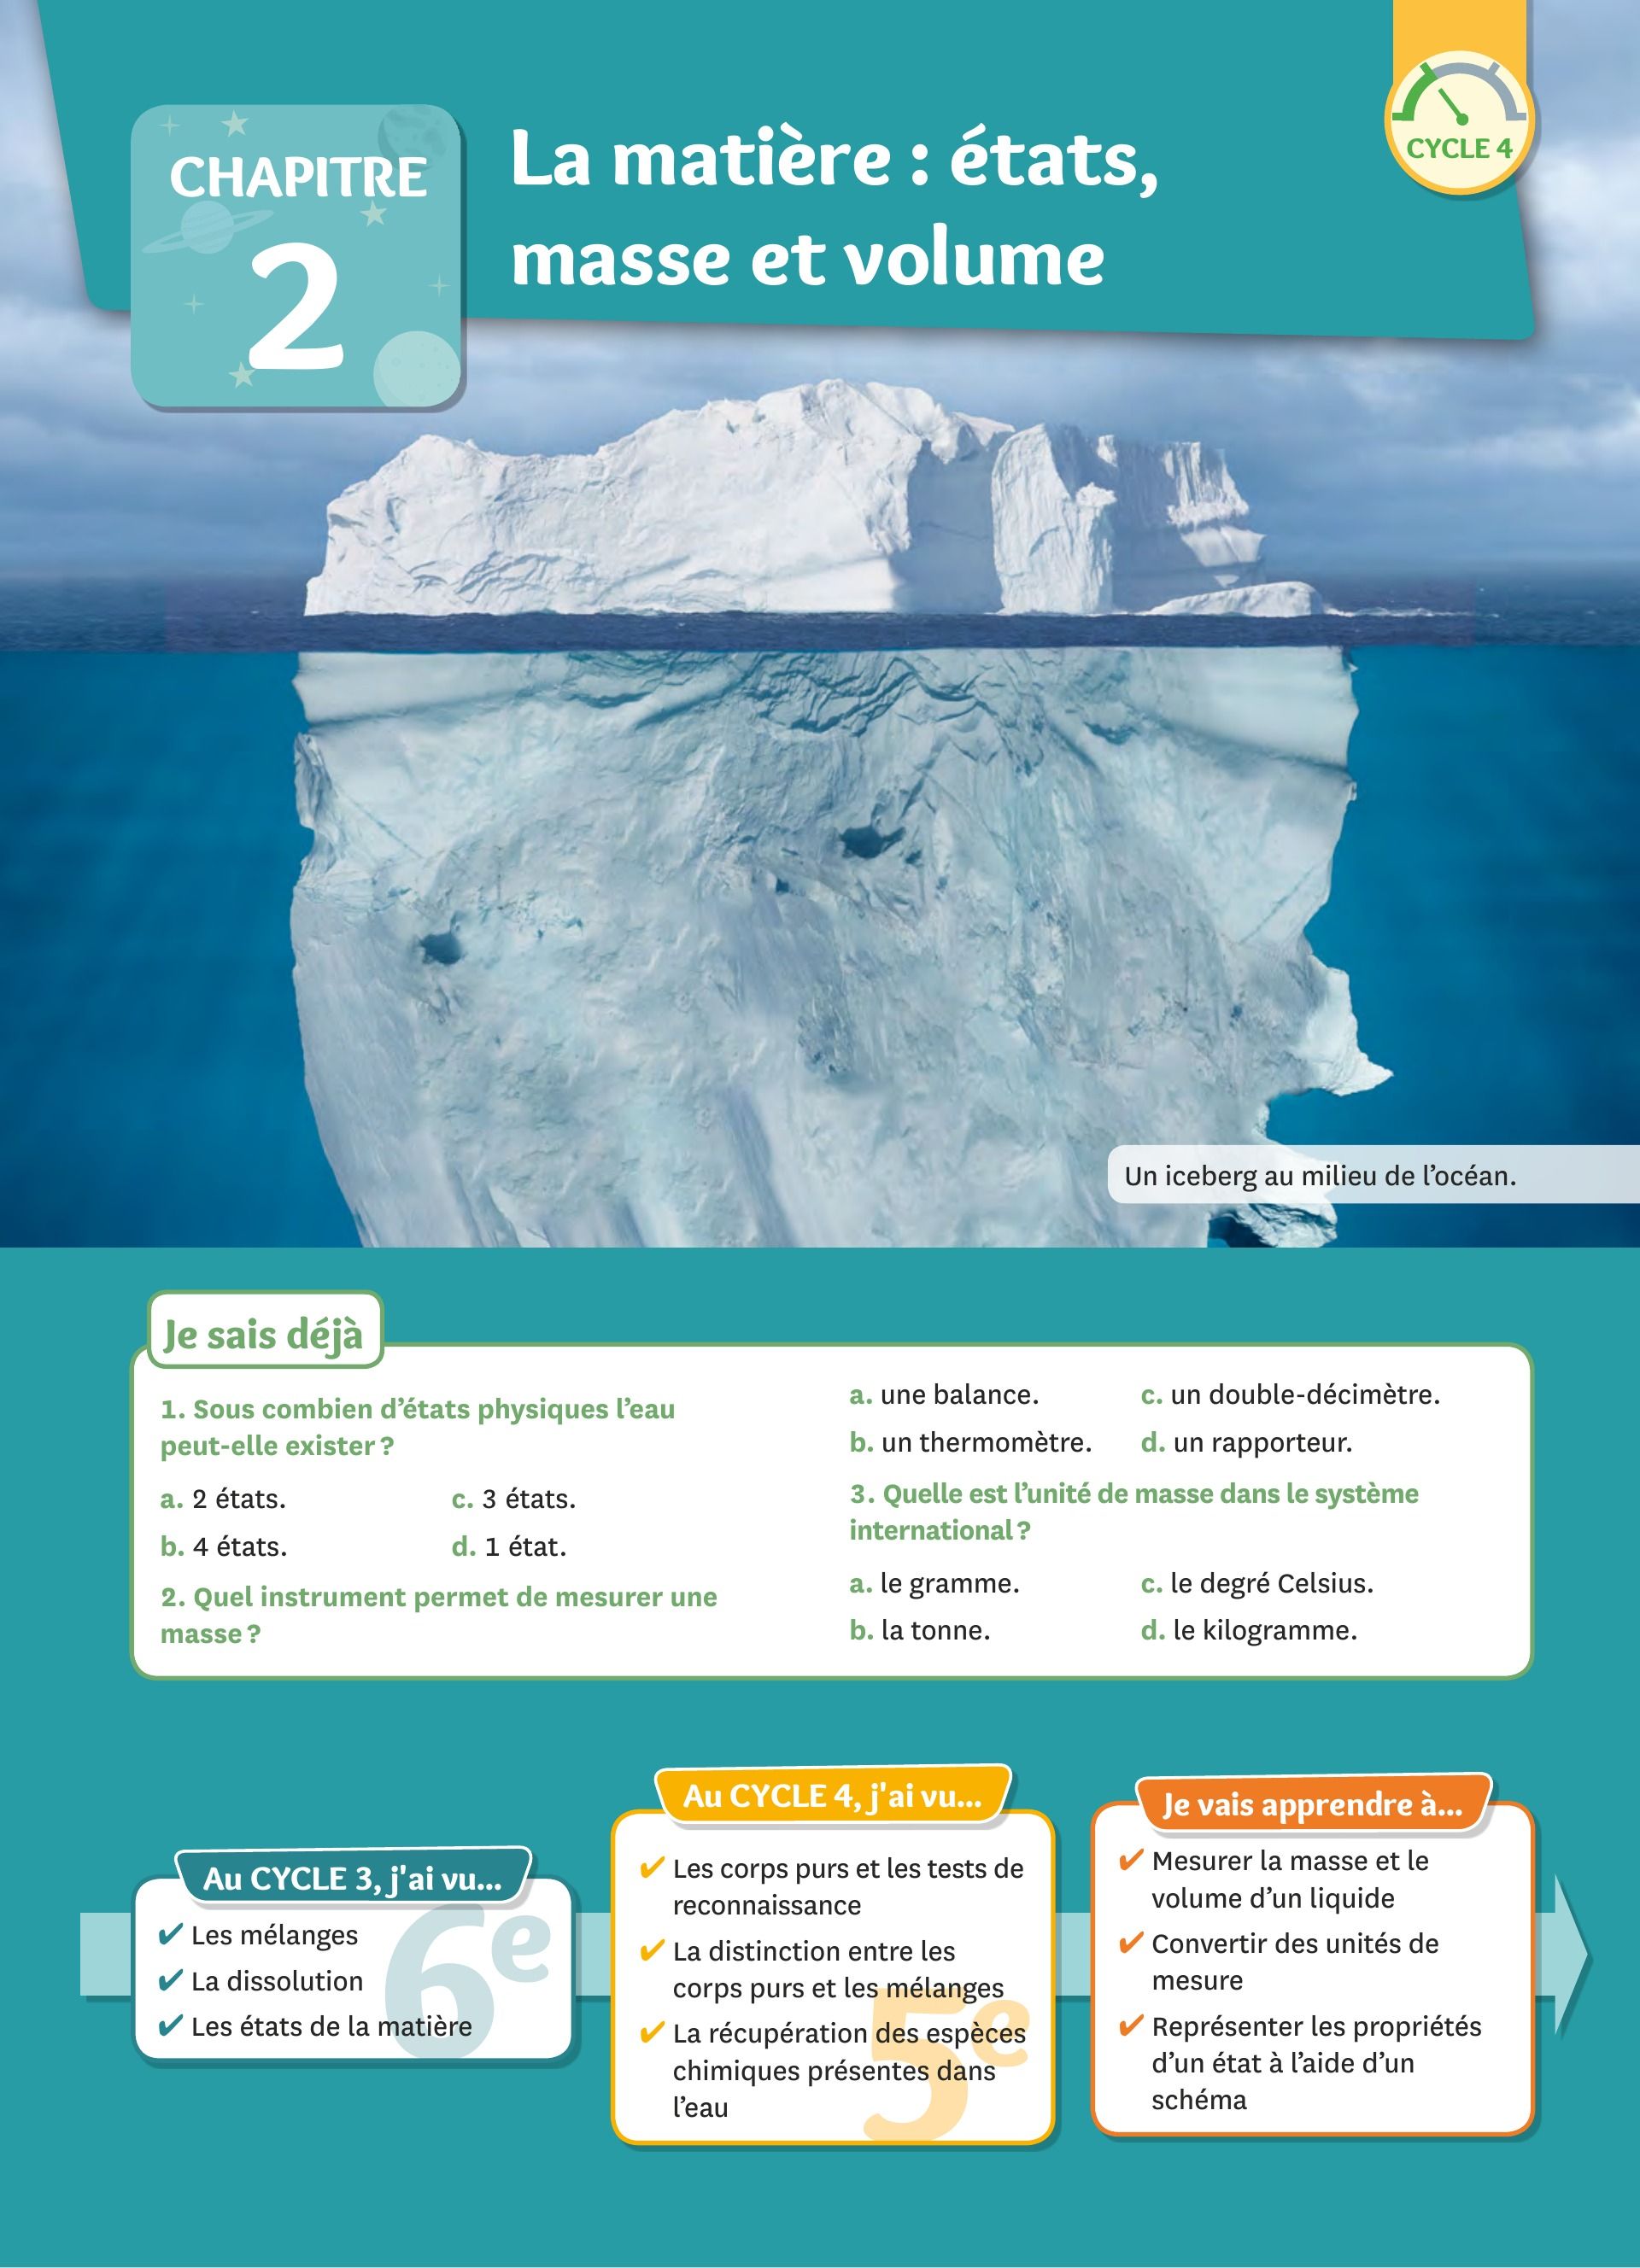 CHAPITRE
2
La matière : états,
masse et volume
CYCLE 4
Un iceberg au milieu de l’océan.
Je sais déjà
1. Sous combien d’états physiques l’eau
peut-elle exister ?
a. 2 états.
c. 3 états.
b. 4 états.
d. 1 état.
2. Quel instrument permet de mesurer une
masse ?
a. une balance.
c. un double-décimètre.
b. un thermomètre.
d. un rapporteur.
3. Quelle est l’unité de masse dans le système
international ?
a. le gramme.
c. le degré Celsius.
b. la tonne.
d. le kilogramme.
Au CYCLE 3, j'ai vu...
✔ Les mélanges
✔ La dissolution
✔ Les états de la matière
6e
Au CYCLE 4, j'ai vu...
✔ Les corps purs et les tests de
reconnaissance
✔ La distinction entre les
corps purs et les mélanges
✔ La récupération des espèces
chimiques présentes dans
l’eau
5e
Je vais apprendre à...
✔ Mesurer la masse et le
volume d’un liquide
✔ Convertir des unités de
mesure
✔ Représenter les propriétés
d’un état à l’aide d’un
schéma